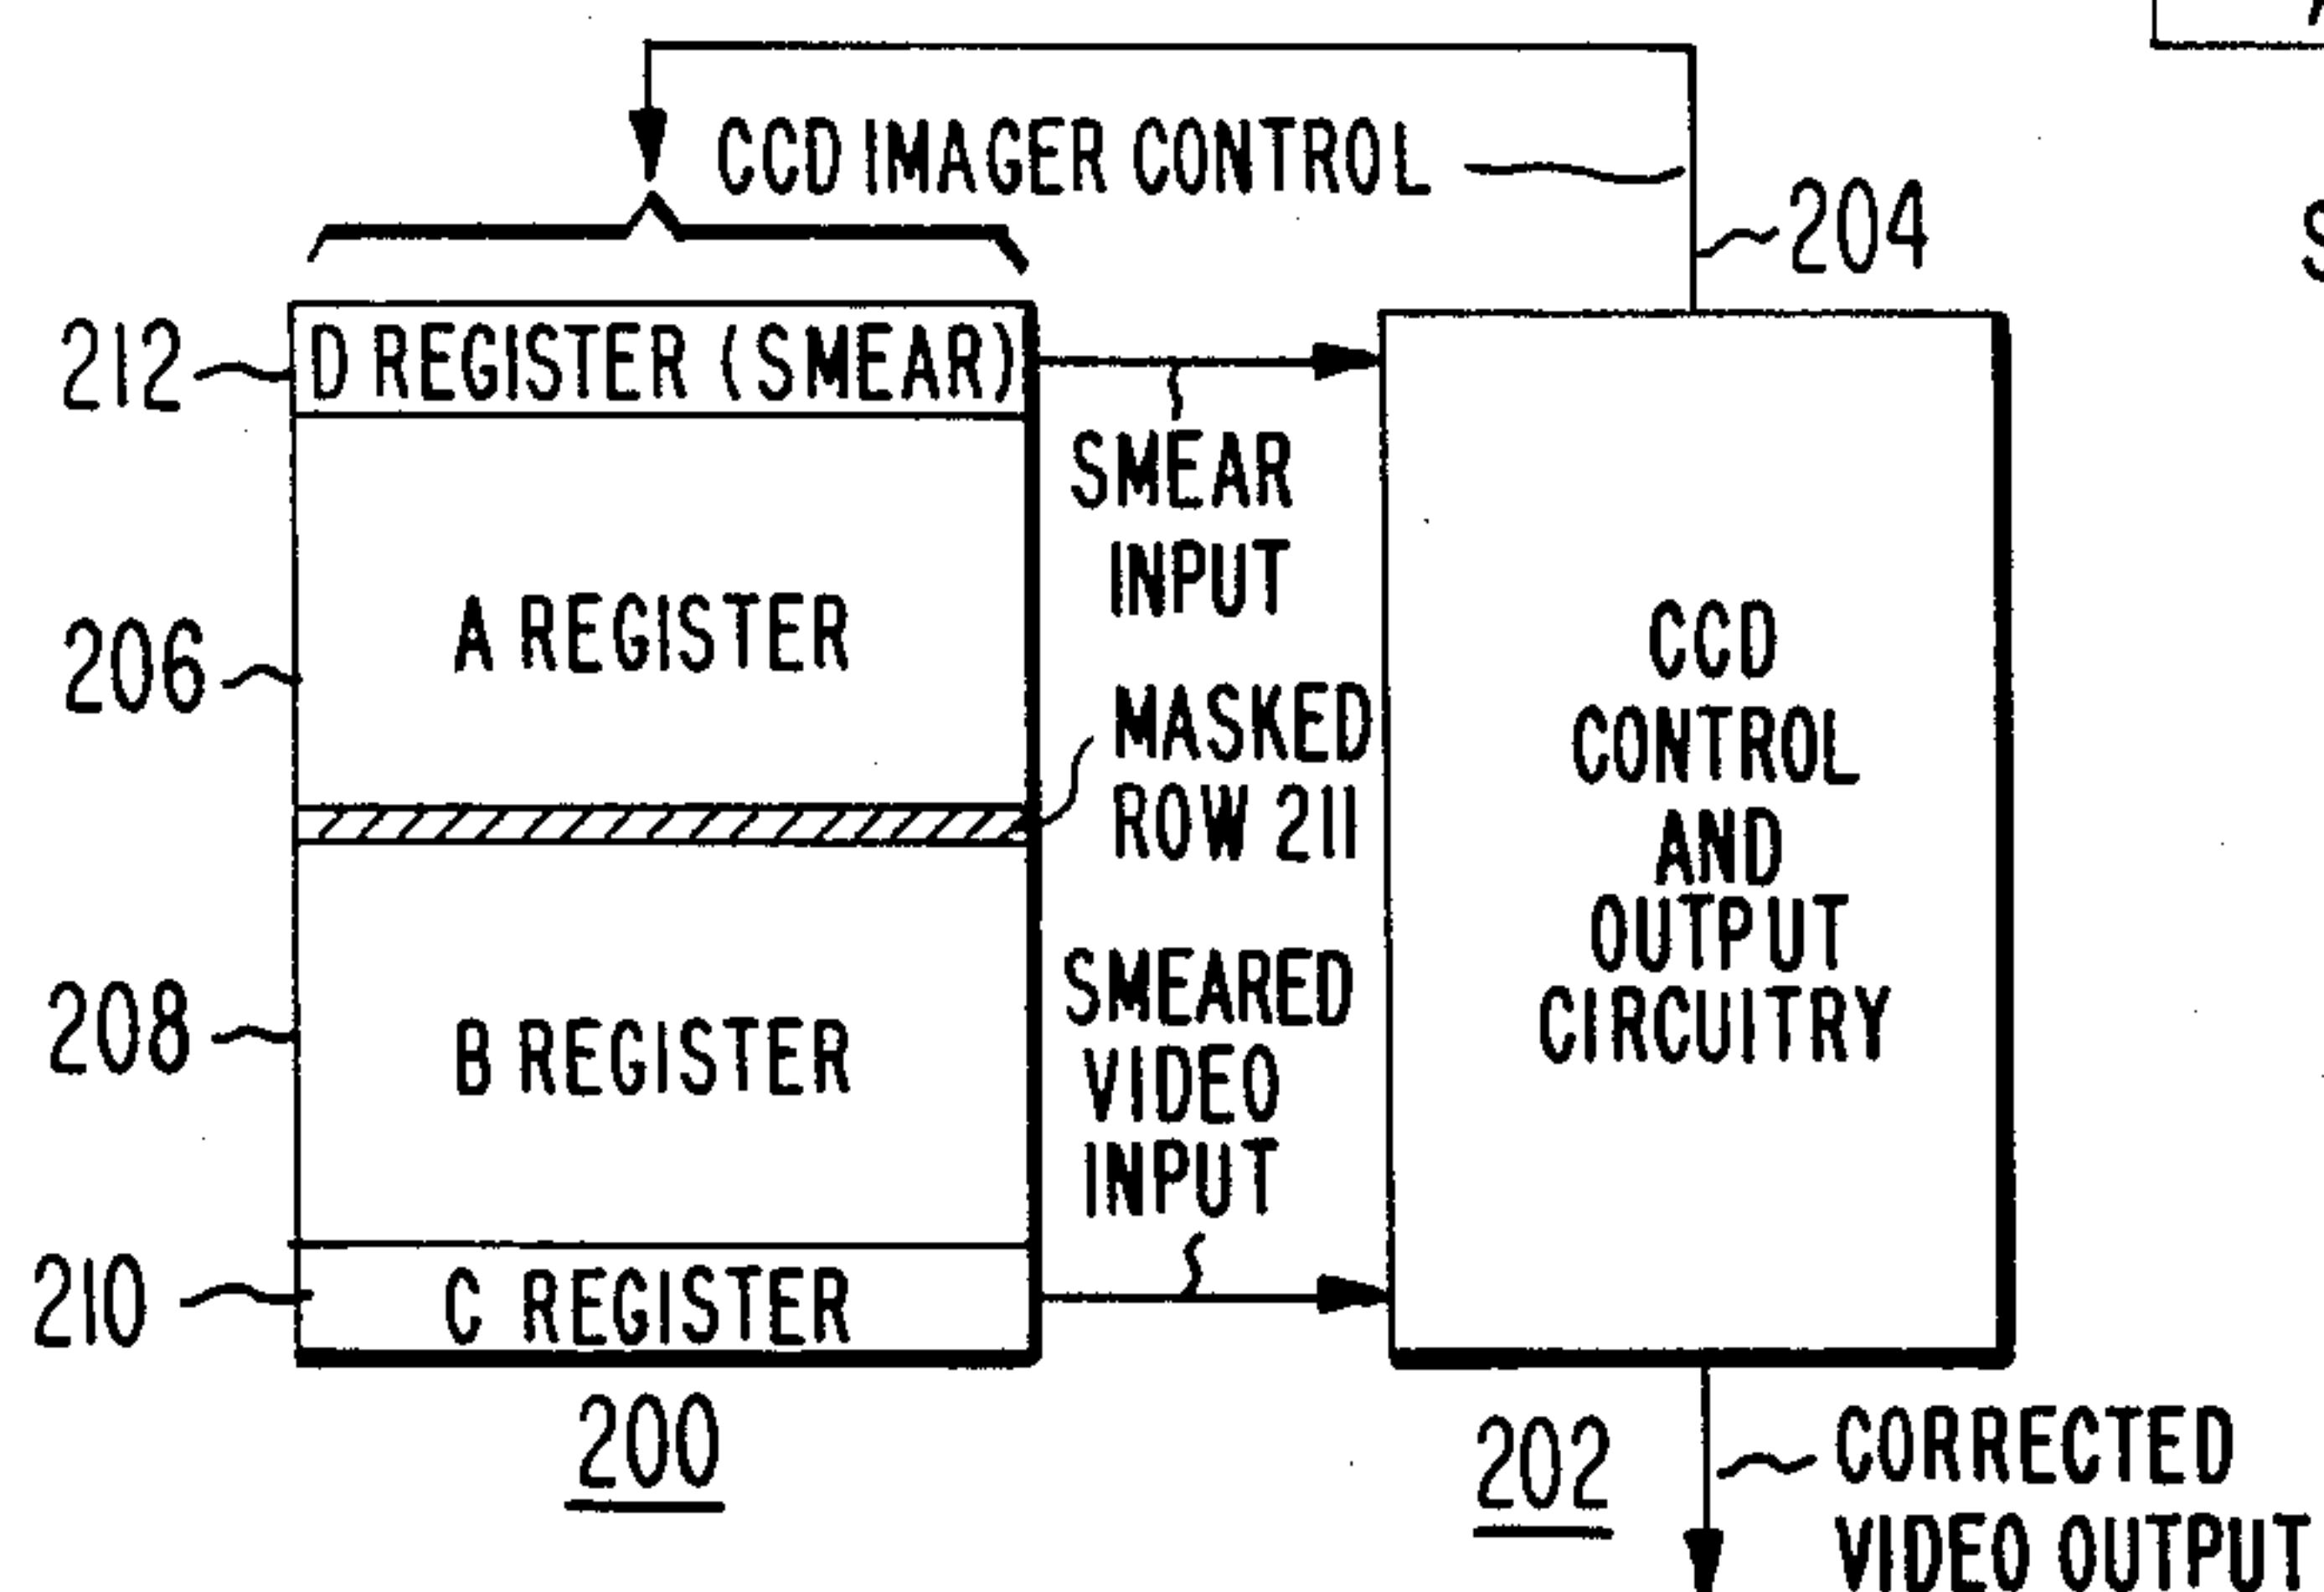 CCD IMAGER CONTROL
204
212
D REGISTER (SMEAR)
SMEAR
INPUT
206
A REGISTER
MASKED
ROW 211
CCD
CONTROL
AND
OUTPUT
CIRCUITRY
208
B REGISTER
SMEARED
VIDEO
INPUT
210
C REGISTER
200
202
CORRECTED
VIDEO OUTPUT